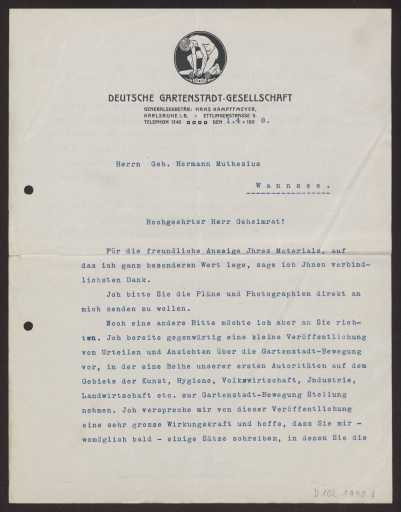 DEUTSCHE GARTENSTADT-GESELLSCHAFT
GENERALSEKRETÄR: HANS KAMPFFMEYER,
KARLSRUHE I.B. ETTLINGERSTRASSE 9.
TELEPHON 1140 DEN 1.4. 190 8.
Herrn Geh. Hermann Muthesius
Wannsee.
Hochgeehrter Herr Geheimrat!
Für die freundliche Anzeige Jhres Materials, auf
das ich ganz besonderen Wert lege, sage ich Jhnen verbind-
lichsten Dank.
Jch bitte Sie die Pläne und Photographien direkt an
mich senden zu wollen.
Noch eine andere Bitte möchte ich aber an Sie rich-
ten. Jch bereite gegenwärtig eine kleine Veröffentlichung
von Urteilen und Ansichten über die Gartenstadt-Bewegung
vor, in der eine Reihe unserer ersten Autoritäten auf dem
Gebiete der Kunst, Hygiene, Volkswirtschaft, Jndustrie,
Landwirtschaft etc. zur Gartenstadt-Bewegung Stellung
nehmen. Jch verspreche mir von dieser Veröffentlichung
eine sehr grosse Wirkungskraft und hoffe, dass Sie mir -
womöglich bald - einige Sätze schreiben, in denen Sie die